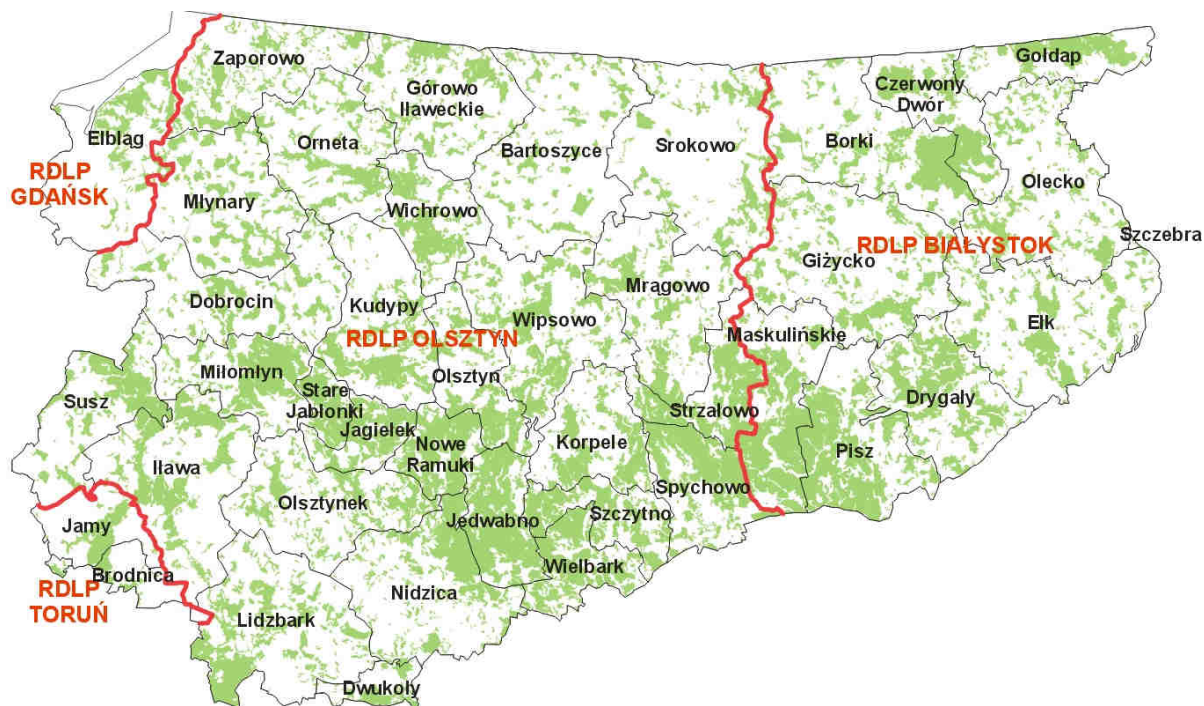 Zaporowo
Gołdap
Górowo
Iławeckie
Czerwony
Dwór
Elbląg
Orneta
Bartoszyce
Srokowo
Borki
RDLP
GDAŃSK
Młynary
Wichrowo
Olecko
Szczebra
RDLP BIAŁYSTOK
Giżycko
Dobrocin
Kudypy
Mrągowo
Wipsowo
Ełk
RDLP OLSZTYN
Maskulińskie
Miłomłyn
Olsztyn
Susz
Stare
Jabłonki
Strzałowo
Drygały
Jagiełek
Nowe
Ramuki
Korpele
Pisz
Iława
Olsztynek
Spychowo
Jamy
Jedwabno
Szczytno
Brodnica
Wielbark
RDLP
TORUŃ
Nidzica
Lidzbark
Dwukoły